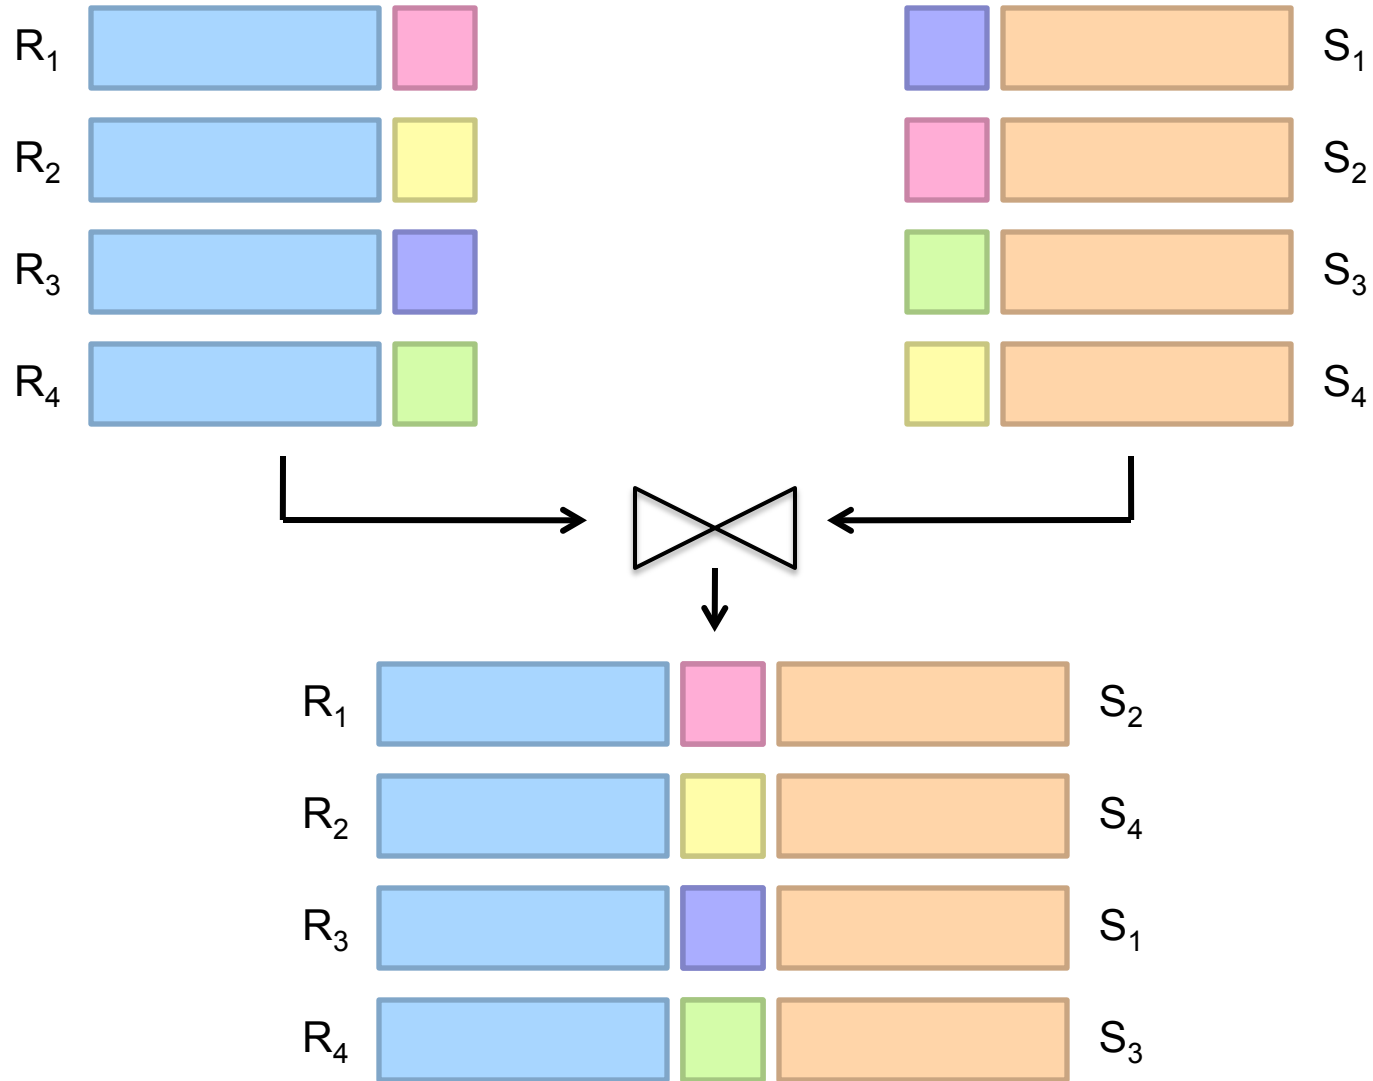 R₁ S₁
R₂ S₂
R₃ S₃
R₄ S₄
R₁ S₂
R₂ S₄
R₃ S₁
R₄ S₃